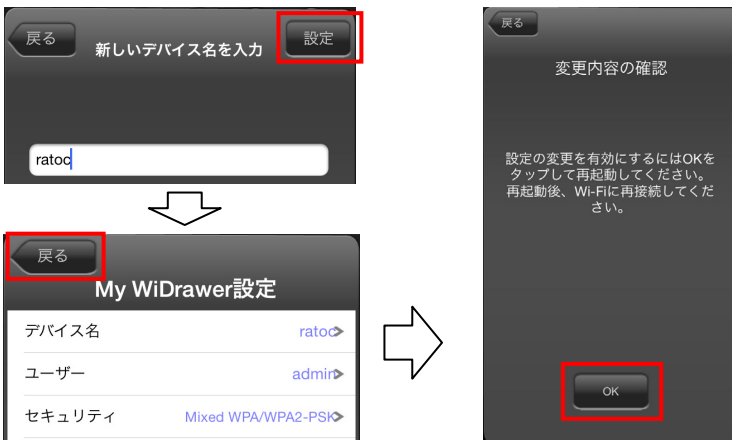 戻る
新しいデバイス名を入力
設定
ratoc
戻る
My WiDrawer設定
デバイス名
ratoc>
ユーザー
admin>
セキュリティ
Mixed WPA/WPA2-PSK>
戻る
変更内容の確認
設定の変更を有効にするにはOKを
タップして再起動してください。
再起動後、Wi-Fiに再接続してくだ
さい。
OK